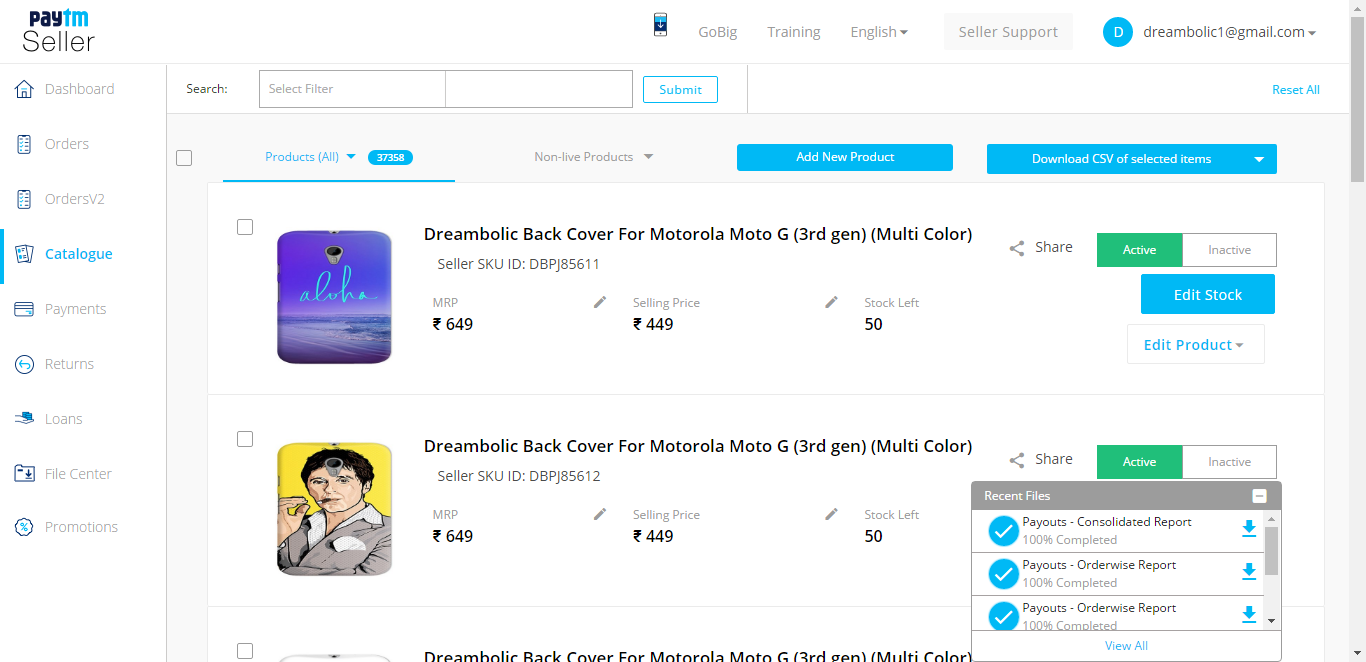 paytm
Seller
GoBig
Training
English
Seller Support
D
dreambolic1@gmail.com
Dashboard
Orders
OrdersV2
Catalogue
Payments
Returns
Loans
File Center
Promotions
Search:
Select Filter
Submit
Reset All
Products (All)
37358
Non-live Products
Add New Product
Download CSV of selected items
aloha
Dreambolic Back Cover For Motorola Moto G (3rd gen) (Multi Color)
Seller SKU ID: DBPJ85611
MRP
₹ 649
Selling Price
₹ 449
Stock Left
50
Share
Active
Inactive
Edit Stock
Edit Product
Dreambolic Back Cover For Motorola Moto G (3rd gen) (Multi Color)
Seller SKU ID: DBPJ85612
MRP
₹ 649
Selling Price
₹ 449
Stock Left
50
Share
Active
Inactive
Recent Files
Payouts - Consolidated Report
100% Completed
Payouts - Orderwise Report
100% Completed
Payouts - Orderwise Report
100% Completed
View All
Dreambolic Back Cover For Motorola Moto G (3rd gen) (Multi Color)